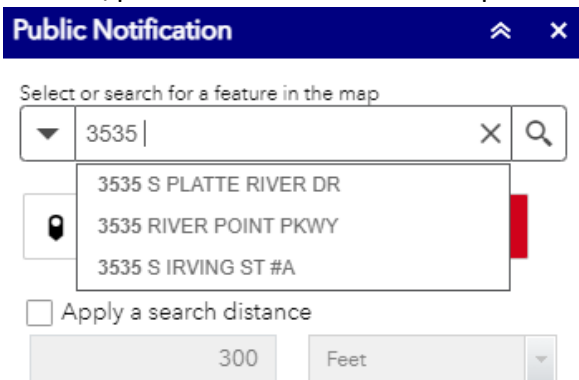 Public Notification
Select or search for a feature in the map
3535
3535 S PLATTE RIVER DR
3535 RIVER POINT PKWY
3535 S IRVING ST #A
Apply a search distance
300 Feet